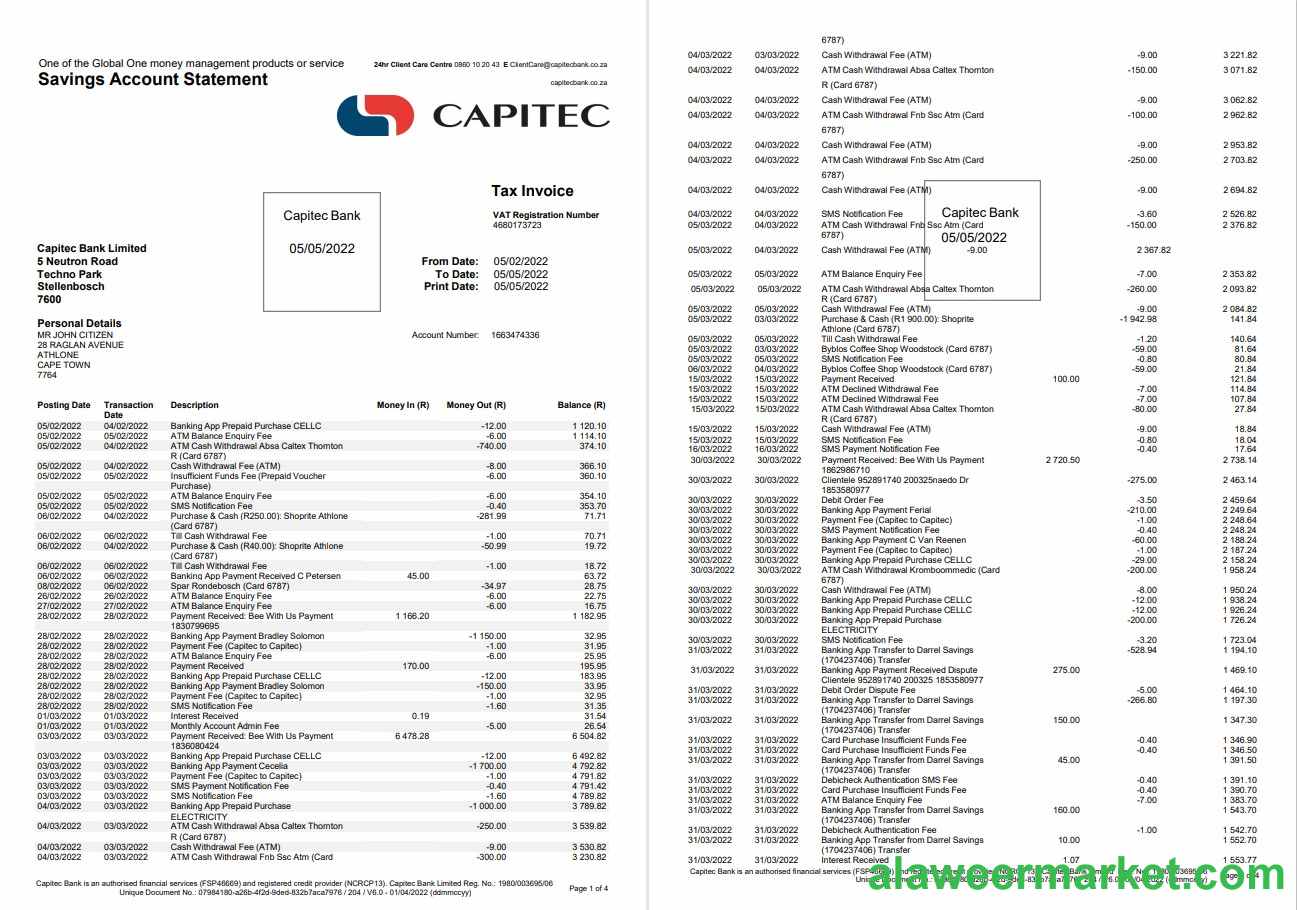 One of the Global One money management products or service
24hr Client Care Centre 0860 10 20 43 E ClientCare@capitecbank.co.za
Savings Account Statement
capitecbank.co.za
CAPITEC
Tax Invoice
Capitec Bank
05/05/2022
VAT Registration Number
4680173723
Capitec Bank Limited
5 Neutron Road
Techno Park
Stellenbosch
7600
From Date: 05/02/2022
To Date: 05/05/2022
Print Date: 05/05/2022
Personal Details
MR JOHN CITIZEN
28 RAGLAN AVENUE
ATHLONE
CAPE TOWN
7764
Account Number: 1663474336
Posting Date Transaction Date Description Money In (R) Money Out (R) Balance (R)
05/02/2022 04/02/2022 Banking App Prepaid Purchase CELLC -12.00 1 120.10
05/02/2022 05/02/2022 ATM Balance Enquiry Fee -6.00 1 114.10
05/02/2022 04/02/2022 ATM Cash Withdrawal Absa Caltex Thornton -740.00 374.10
R (Card 6787)
05/02/2022 04/02/2022 Cash Withdrawal Fee (ATM) -8.00 366.10
05/02/2022 05/02/2022 Insufficient Funds Fee (Prepaid Voucher -6.00 360.10
Purchase)
05/02/2022 05/02/2022 ATM Balance Enquiry Fee -6.00 354.10
05/02/2022 05/02/2022 SMS Notification Fee -0.40 353.70
06/02/2022 04/02/2022 Purchase & Cash (R250.00): Shoprite Athlone -281.99 71.71
(Card 6787)
06/02/2022 06/02/2022 Till Cash Withdrawal Fee -1.00 70.71
06/02/2022 04/02/2022 Purchase & Cash (R40.00): Shoprite Athlone -50.99 19.72
(Card 6787)
06/02/2022 06/02/2022 Till Cash Withdrawal Fee -1.00 18.72
06/02/2022 06/02/2022 Banking App Payment Received C Petersen 45.00 63.72
08/02/2022 06/02/2022 Spar Rondebosch (Card 6787) -34.97 28.75
26/02/2022 26/02/2022 ATM Balance Enquiry Fee -6.00 22.75
27/02/2022 27/02/2022 ATM Balance Enquiry Fee -6.00 16.75
28/02/2022 28/02/2022 Payment Received: Bee With Us Payment 1 166.20 1 182.95
1830799695
28/02/2022 28/02/2022 Banking App Payment Bradley Solomon -1 150.00 32.95
28/02/2022 28/02/2022 Payment Fee (Capitec to Capitec) -1.00 31.95
28/02/2022 28/02/2022 ATM Balance Enquiry Fee -6.00 25.95
28/02/2022 28/02/2022 Payment Received 170.00 195.95
28/02/2022 28/02/2022 Banking App Prepaid Purchase CELLC -12.00 183.95
28/02/2022 28/02/2022 Banking App Payment Bradley Solomon -150.00 33.95
28/02/2022 28/02/2022 Payment Fee (Capitec to Capitec) -1.00 32.95
28/02/2022 28/02/2022 SMS Notification Fee -1.60 31.35
01/03/2022 01/03/2022 Interest Received 0.19 31.54
01/03/2022 01/03/2022 Monthly Account Admin Fee -5.00 26.54
03/03/2022 03/03/2022 Payment Received: Bee With Us Payment 6 478.28 6 504.82
1836080424
03/03/2022 03/03/2022 Banking App Prepaid Purchase CELLC -12.00 6 492.82
03/03/2022 03/03/2022 Banking App Payment Cecelia -1 700.00 4 792.82
03/03/2022 03/03/2022 Payment Fee (Capitec to Capitec) -1.00 4 791.82
03/03/2022 03/03/2022 SMS Payment Notification Fee -0.40 4 791.42
03/03/2022 03/03/2022 SMS Notification Fee -1.60 4 789.82
04/03/2022 03/03/2022 Banking App Prepaid Purchase -1 000.00 3 789.82
ELECTRICITY
04/03/2022 03/03/2022 ATM Cash Withdrawal Absa Caltex Thornton -250.00 3 539.82
R (Card 6787)
04/03/2022 03/03/2022 Cash Withdrawal Fee (ATM) -9.00 3 530.82
04/03/2022 03/03/2022 ATM Cash Withdrawal Fnb Ssc Atm (Card -300.00 3 230.82
Capitec Bank is an authorised financial services (FSP46669) and registered credit provider (NCRCP13). Capitec Bank Limited Reg. No.: 1980/003695/06
Unique Document No.: 07984180-a26b-4f2d-9ded-832b7aca7976 / 204 / V6.0 - 01/04/2022 (ddmmccyy)
Page 1 of 4
6787)
04/03/2022 03/03/2022 Cash Withdrawal Fee (ATM) -9.00 3 221.82
04/03/2022 04/03/2022 ATM Cash Withdrawal Absa Caltex Thornton -150.00 3 071.82
R (Card 6787)
04/03/2022 04/03/2022 Cash Withdrawal Fee (ATM) -9.00 3 062.82
04/03/2022 04/03/2022 ATM Cash Withdrawal Fnb Ssc Atm (Card -100.00 2 962.82
6787)
04/03/2022 04/03/2022 Cash Withdrawal Fee (ATM) -9.00 2 953.82
04/03/2022 04/03/2022 ATM Cash Withdrawal Fnb Ssc Atm (Card -250.00 2 703.82
6787)
04/03/2022 04/03/2022 Cash Withdrawal Fee (ATM) -9.00 2 694.82
Capitec Bank
05/05/2022
04/03/2022 04/03/2022 SMS Notification Fee -3.60 2 526.82
05/03/2022 04/03/2022 ATM Cash Withdrawal Fnb Ssc Atm (Card -150.00 2 376.82
6787)
05/03/2022 04/03/2022 Cash Withdrawal Fee (ATM) -9.00 2 367.82
05/03/2022 05/03/2022 ATM Balance Enquiry Fee -7.00 2 353.82
05/03/2022 05/03/2022 ATM Cash Withdrawal Absa Caltex Thornton -260.00 2 093.82
R (Card 6787)
05/03/2022 05/03/2022 Cash Withdrawal Fee (ATM) -9.00 2 084.82
05/03/2022 03/03/2022 Purchase & Cash (R1 900.00): Shoprite -1 942.98 141.84
Athlone (Card 6787)
05/03/2022 05/03/2022 Till Cash Withdrawal Fee -1.20 140.64
05/03/2022 03/03/2022 Byblos Coffee Shop Woodstock (Card 6787) -59.00 81.64
05/03/2022 05/03/2022 SMS Notification Fee -0.80 80.84
06/03/2022 04/03/2022 Byblos Coffee Shop Woodstock (Card 6787) -59.00 21.84
15/03/2022 15/03/2022 Payment Received 100.00 121.84
15/03/2022 15/03/2022 ATM Declined Withdrawal Fee -7.00 114.84
15/03/2022 15/03/2022 ATM Declined Withdrawal Fee -7.00 107.84
15/03/2022 15/03/2022 ATM Cash Withdrawal Absa Caltex Thornton -80.00 27.84
R (Card 6787)
15/03/2022 15/03/2022 Cash Withdrawal Fee (ATM) -9.00 18.84
15/03/2022 15/03/2022 SMS Notification Fee -0.80 18.04
16/03/2022 16/03/2022 SMS Payment Notification Fee -0.40 17.64
30/03/2022 30/03/2022 Payment Received: Bee With Us Payment 2 720.50 2 738.14
1862986710
30/03/2022 30/03/2022 Clientele 952891740 200325naedo Dr -275.00 2 463.14
1853580977
30/03/2022 30/03/2022 Debit Order Fee -3.50 2 459.64
30/03/2022 30/03/2022 Banking App Payment Ferial -210.00 2 249.64
30/03/2022 30/03/2022 Payment Fee (Capitec to Capitec) -1.00 2 248.64
30/03/2022 30/03/2022 SMS Payment Notification Fee -0.40 2 248.24
30/03/2022 30/03/2022 Banking App Payment C Van Reenen -60.00 2 188.24
30/03/2022 30/03/2022 Payment Fee (Capitec to Capitec) -1.00 2 187.24
30/03/2022 30/03/2022 Banking App Prepaid Purchase CELLC -29.00 2 158.24
30/03/2022 30/03/2022 ATM Cash Withdrawal Kromboommedic (Card -200.00 1 958.24
6787)
30/03/2022 30/03/2022 Cash Withdrawal Fee (ATM) -8.00 1 950.24
30/03/2022 30/03/2022 Banking App Prepaid Purchase CELLC -12.00 1 938.24
30/03/2022 30/03/2022 Banking App Prepaid Purchase CELLC -12.00 1 926.24
30/03/2022 30/03/2022 Banking App Prepaid Purchase -200.00 1 726.24
ELECTRICITY
30/03/2022 30/03/2022 SMS Notification Fee -3.20 1 723.04
31/03/2022 31/03/2022 Banking App Transfer to Darrel Savings -528.94 1 194.10
(1704237406) Transfer
31/03/2022 31/03/2022 Banking App Payment Received Dispute 275.00 1 469.10
Clientele 952891740 200325 1853580977
31/03/2022 31/03/2022 Debit Order Dispute Fee -5.00 1 464.10
31/03/2022 31/03/2022 Banking App Transfer to Darrel Savings -266.80 1 197.30
(1704237406) Transfer
31/03/2022 31/03/2022 Banking App Transfer from Darrel Savings 150.00 1 347.30
(1704237406) Transfer
31/03/2022 31/03/2022 Card Purchase Insufficient Funds Fee -0.40 1 346.90
31/03/2022 31/03/2022 Card Purchase Insufficient Funds Fee -0.40 1 346.50
31/03/2022 31/03/2022 Banking App Transfer from Darrel Savings 45.00 1 391.50
(1704237406) Transfer
31/03/2022 31/03/2022 Debicheck Authentication SMS Fee -0.40 1 391.10
31/03/2022 31/03/2022 Card Purchase Insufficient Funds Fee -0.40 1 390.70
31/03/2022 31/03/2022 ATM Balance Enquiry Fee -7.00 1 383.70
31/03/2022 31/03/2022 Banking App Transfer from Darrel Savings 160.00 1 543.70
(1704237406) Transfer
31/03/2022 31/03/2022 Debicheck Authentication Fee -1.00 1 542.70
31/03/2022 31/03/2022 Banking App Transfer from Darrel Savings 10.00 1 552.70
(1704237406) Transfer
31/03/2022 31/03/2022 Interest Received 1.07 1 553.77
Capitec Bank is an authorised financial services
alaweermarket.com